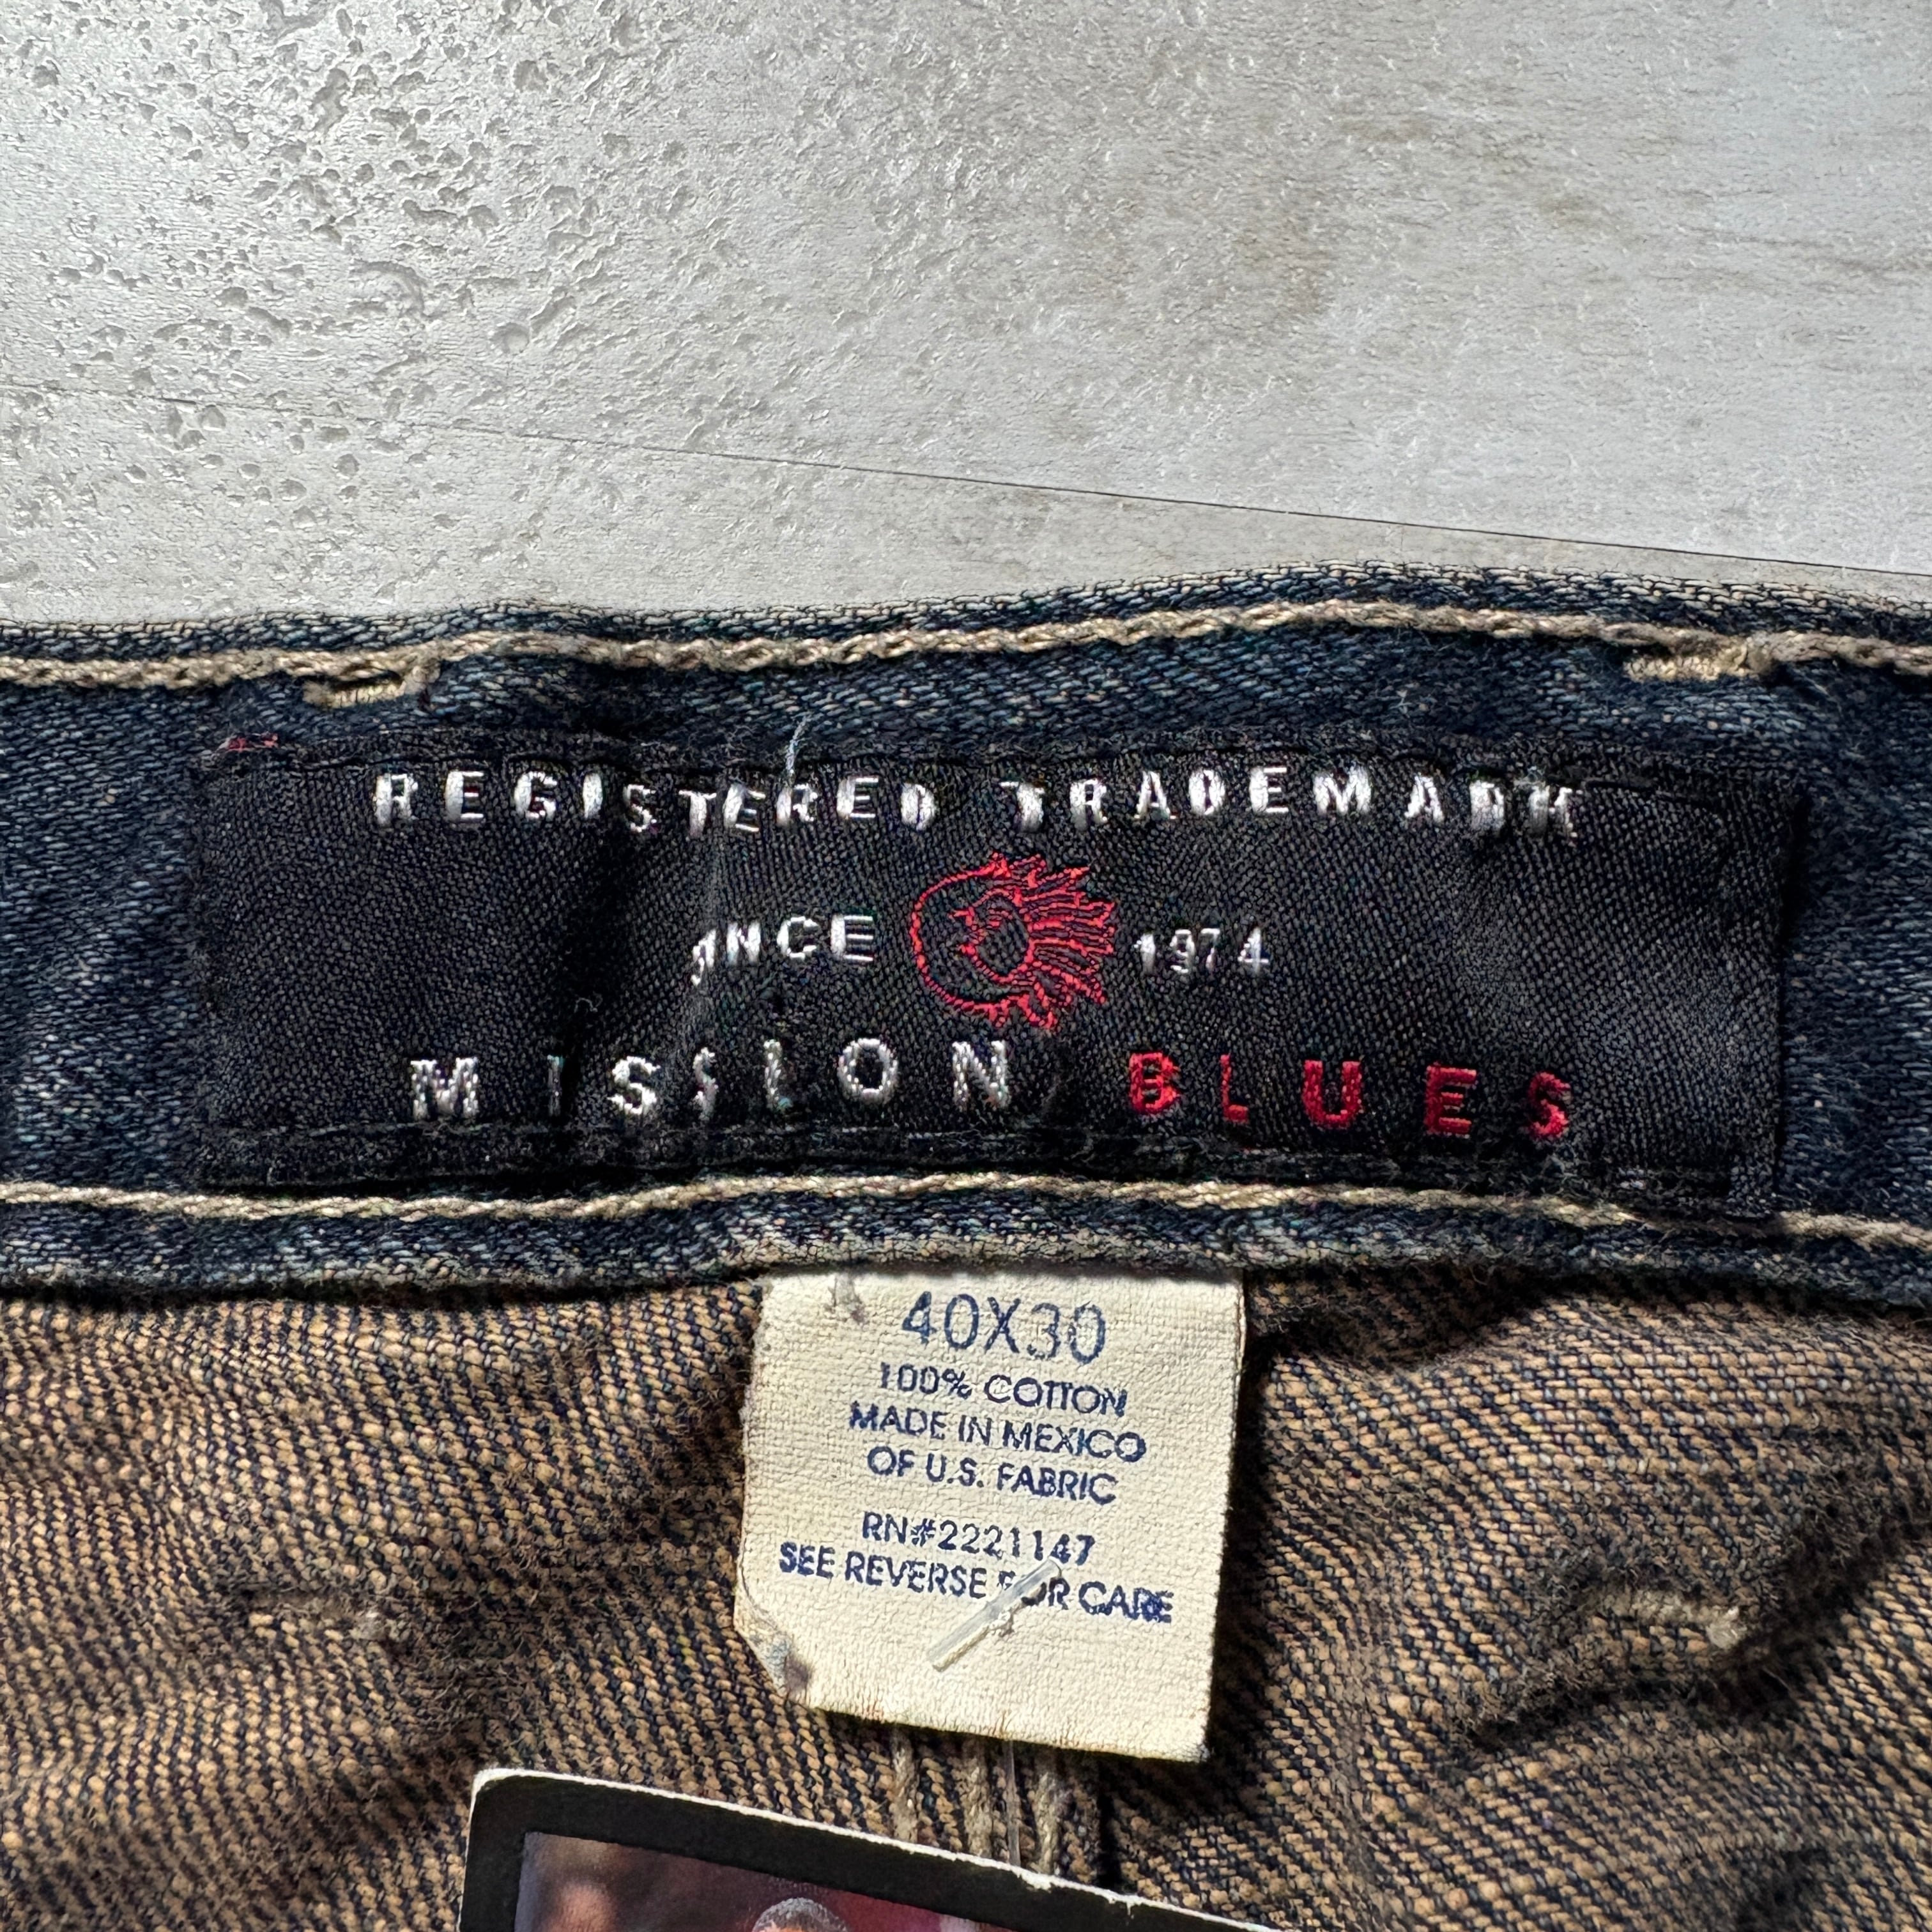 REGISTERED TRADEMARK
SINCE 1974
MISSION BLUES
40X30
100% COTTON
MADE IN MEXICO
OF U.S. FABRIC
RN#2221147
SEE REVERSE FOR CARE